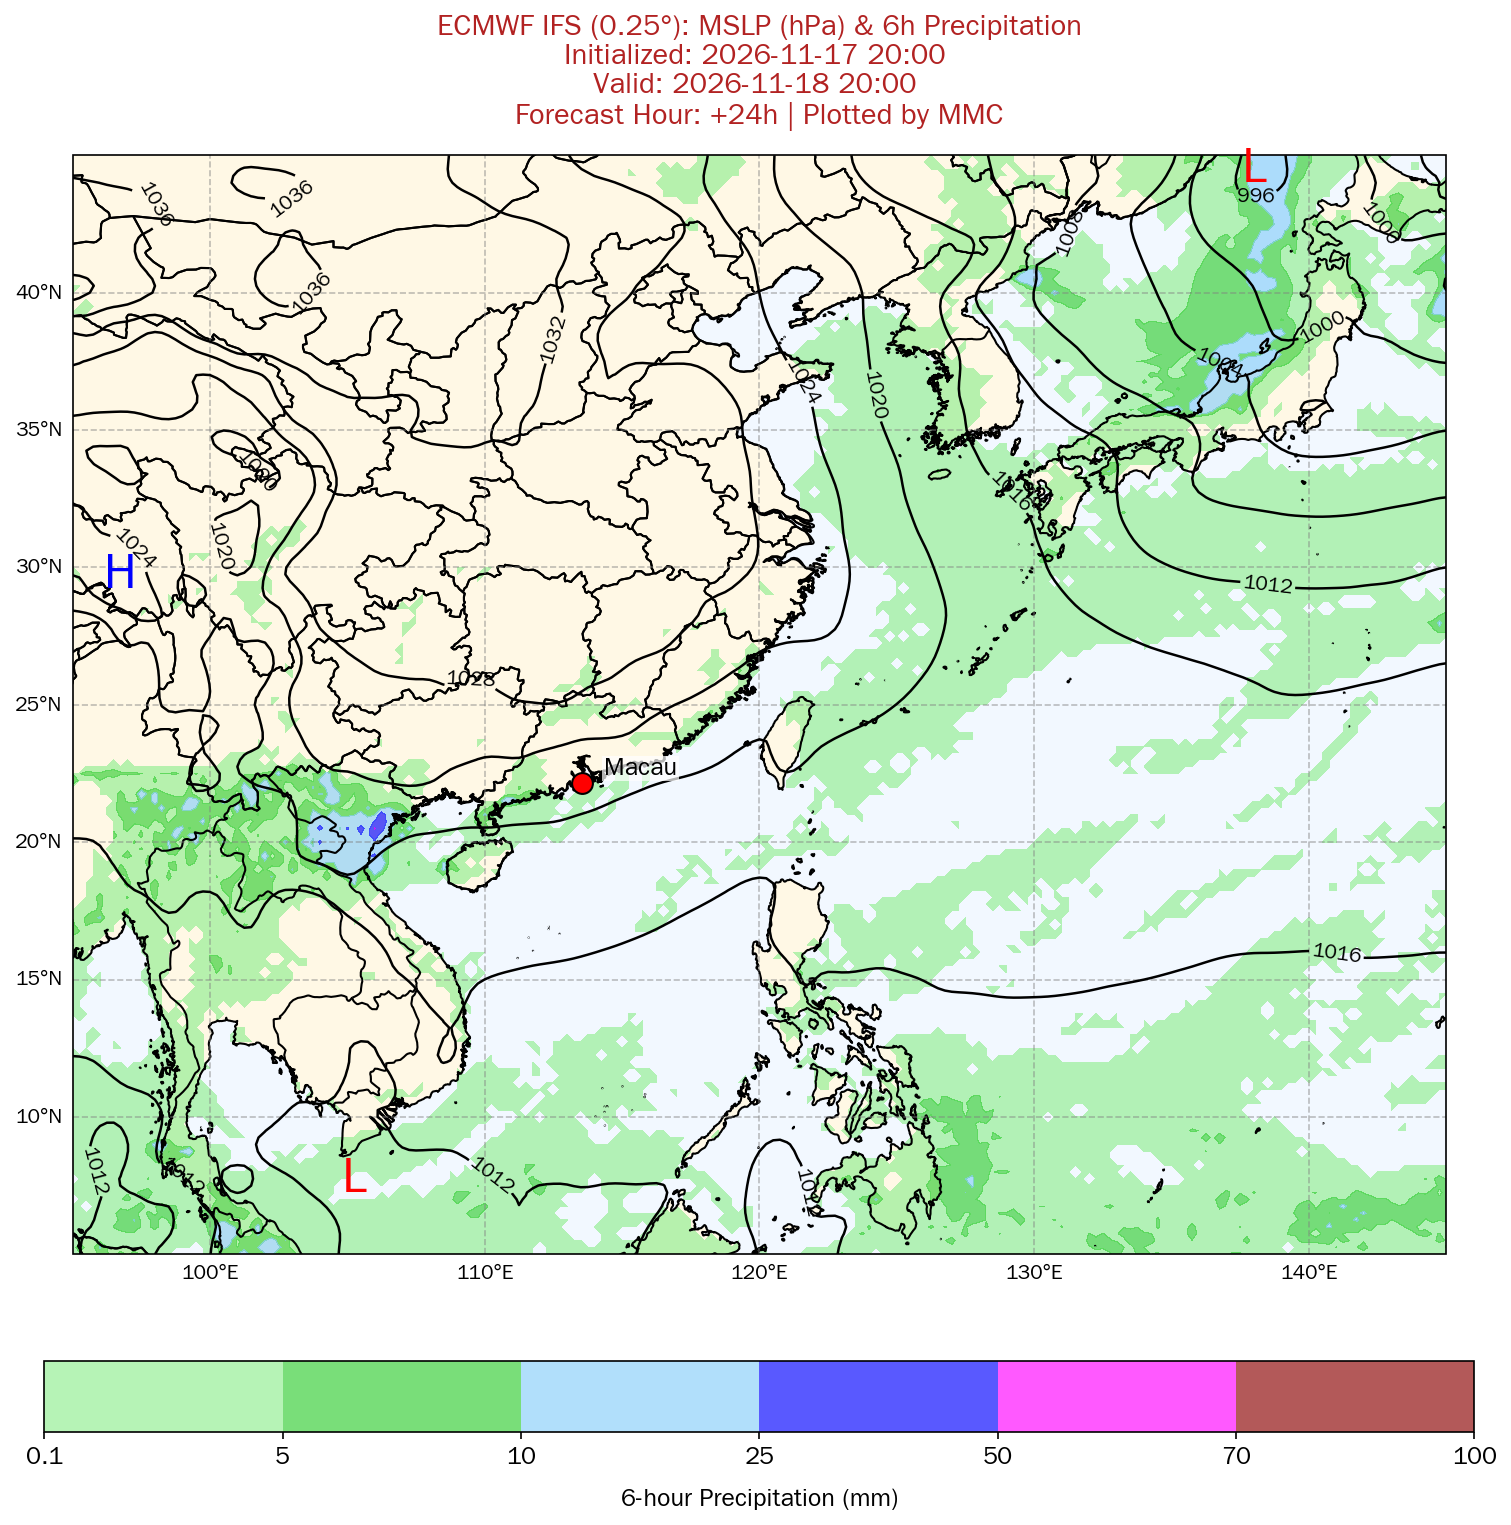 ECMWF IFS (0.25°): MSLP (hPa) & 6h Precipitation
Initialized: 2026-11-17 20:00
Valid: 2026-11-18 20:00
Forecast Hour: +24h | Plotted by MMC
L
996
1036
1036
1008
1000
40°N
1036
1032
1000
1004
1024
1020
35°N
1000
1016
1024
1020
H
30°N
1012
1028
25°N
Macau
20°N
1016
15°N
10°N
1012
1012
L
1012
1012
100°E
110°E
120°E
130°E
140°E
0.1
5
10
25
50
70
100
6-hour Precipitation (mm)